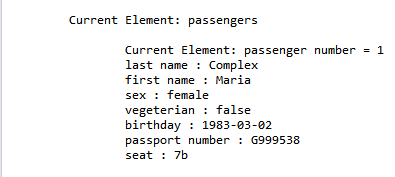 Current Element: passengers
Current Element: passenger number = 1
last name : Complex
first name : Maria
sex : female
vegeterian : false
birthday : 1983-03-02
passport number : G999538
seat : 7b